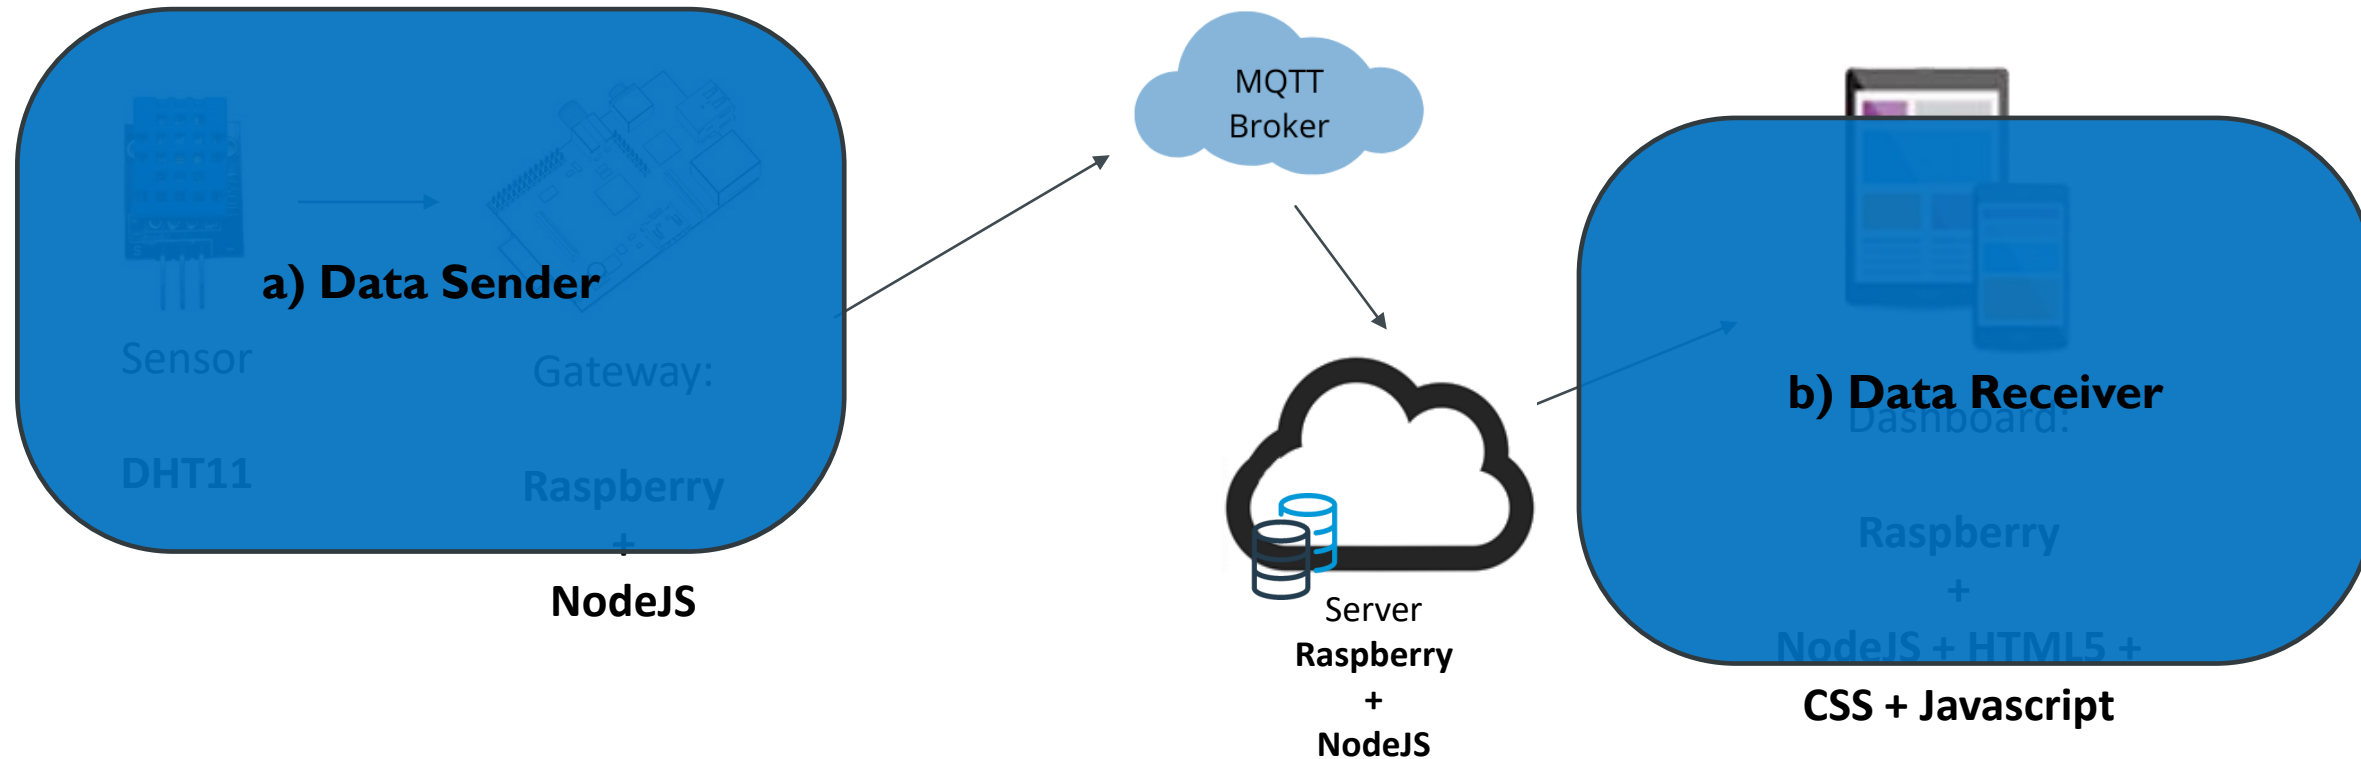 a) Data Sender
Sensor
DHT11
Gateway:
Raspberry
+
NodeJS
MQTT
Broker
Server
Raspberry
+
NodeJS
b) Data Receiver
Dashboard:
Raspberry
+
NodeJS + HTML5 +
CSS + Javascript